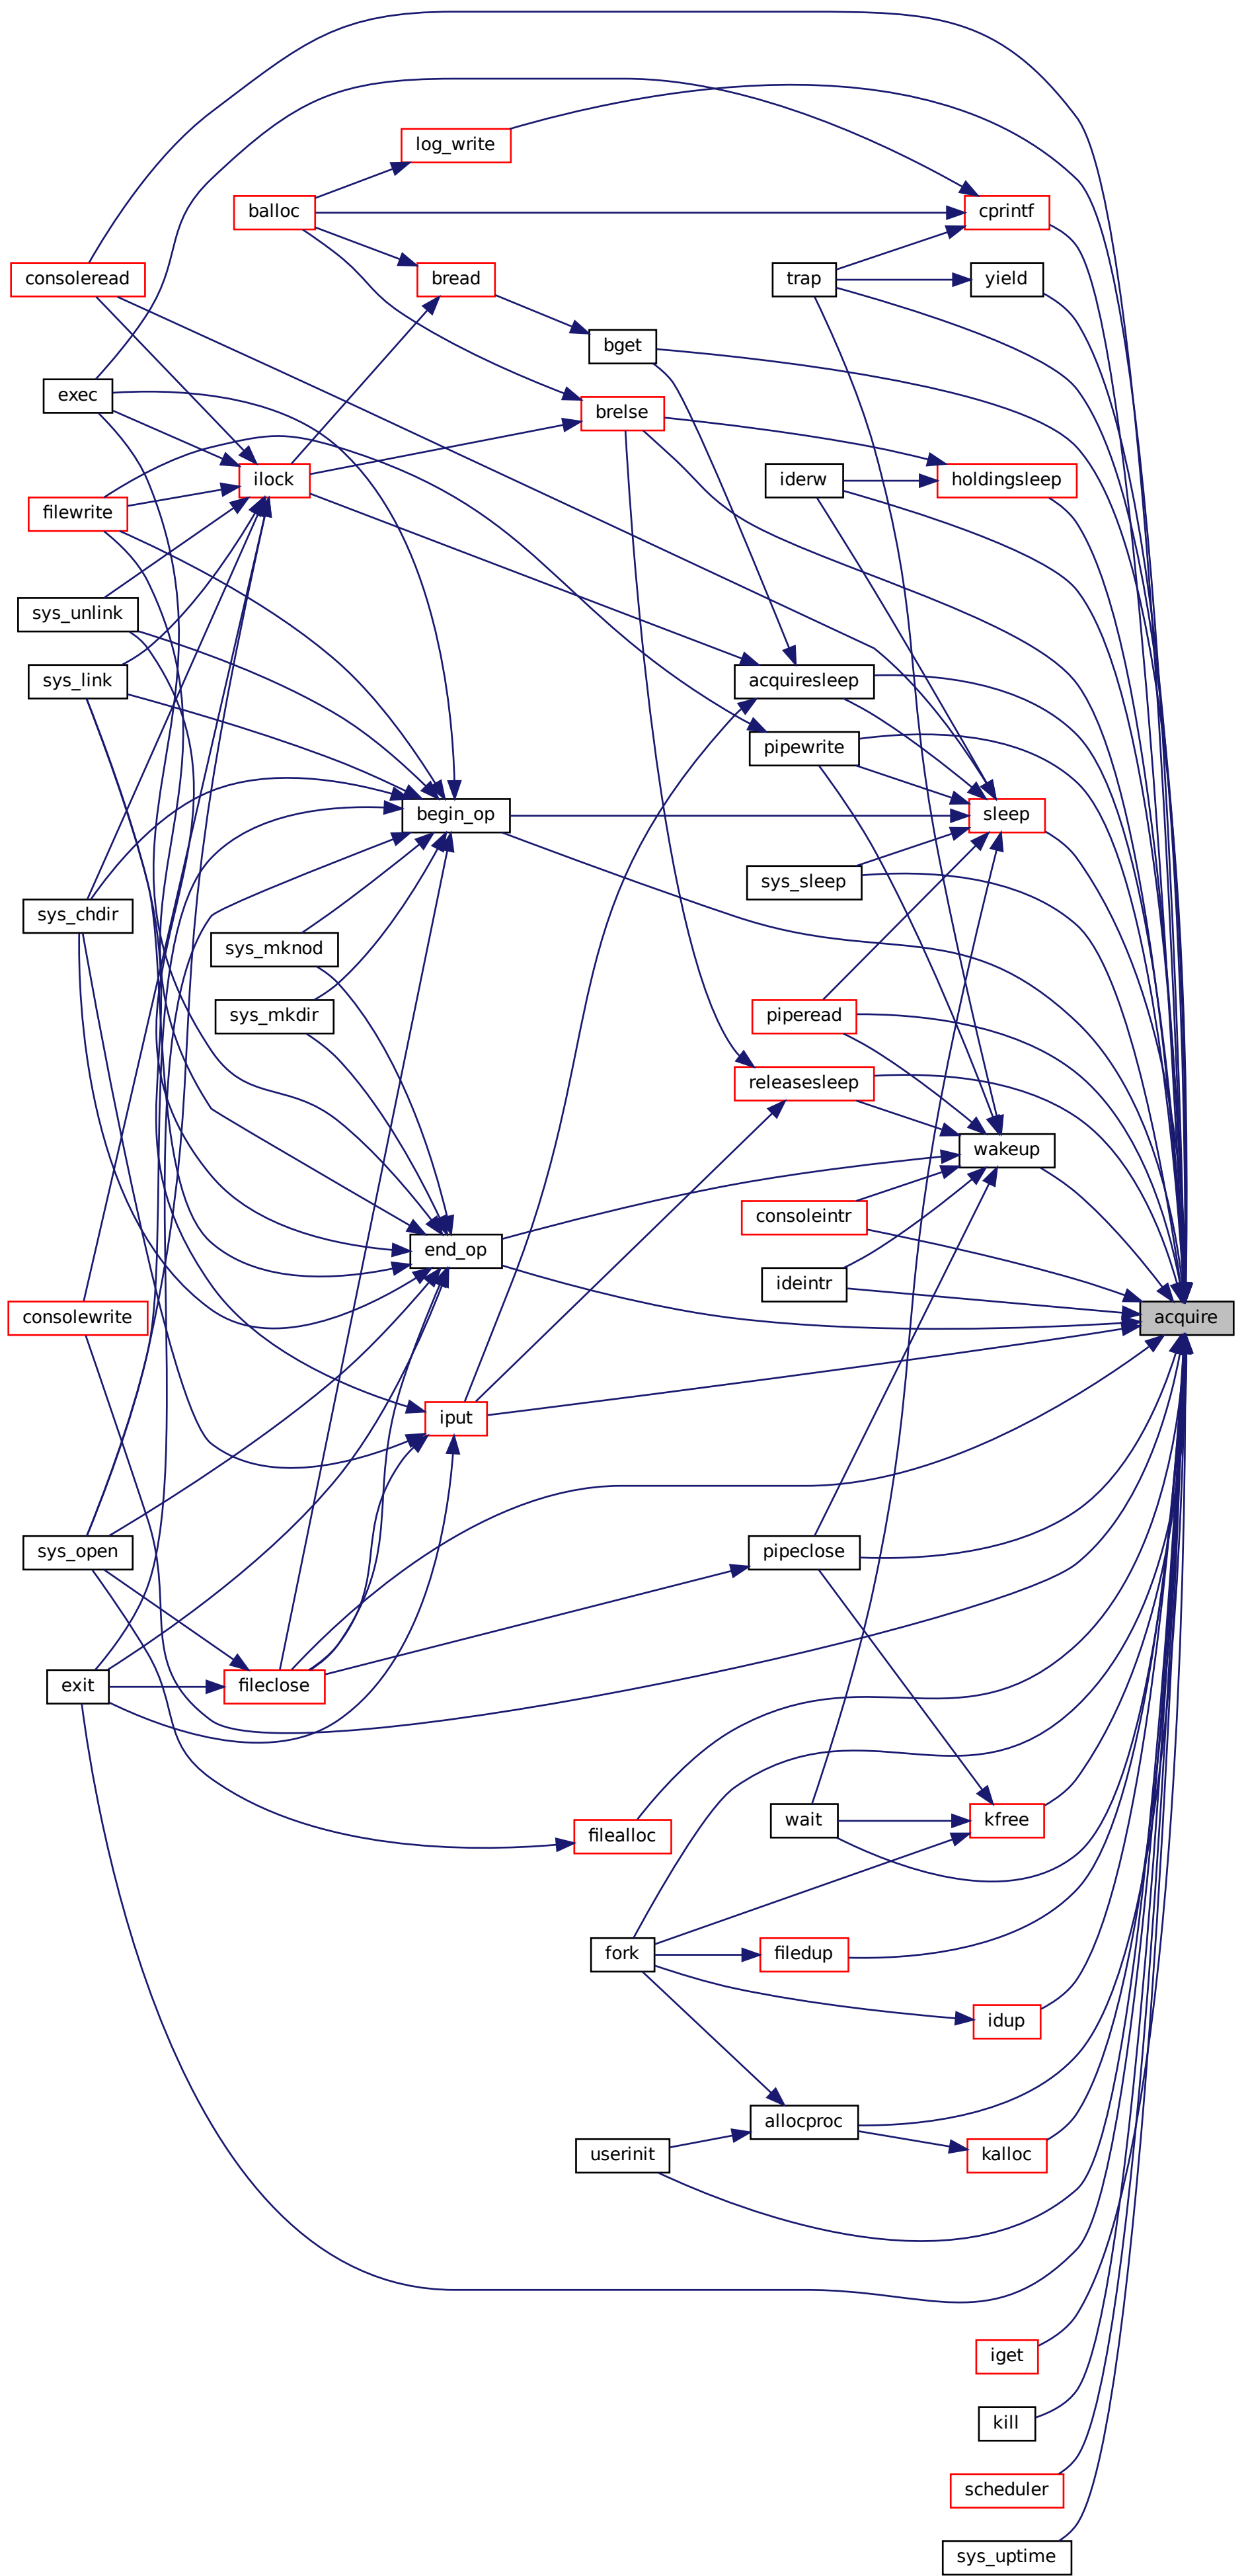 log_write
balloc
cprintf
consoleread
bread
trap
yield
bget
exec
brelse
ilock
iderw
holdingsleep
filewrite
sys_unlink
sys_link
acquiresleep
pipewrite
begin_op
sleep
sys_sleep
sys_chdir
sys_mknod
sys_mkdir
piperead
releasesleep
wakeup
consoleintr
end_op
ideintr
consolewrite
acquire
iput
sys_open
pipeclose
exit
fileclose
filealloc
wait
kfree
fork
filedup
idup
allocproc
userinit
kalloc
iget
kill
scheduler
sys_uptime